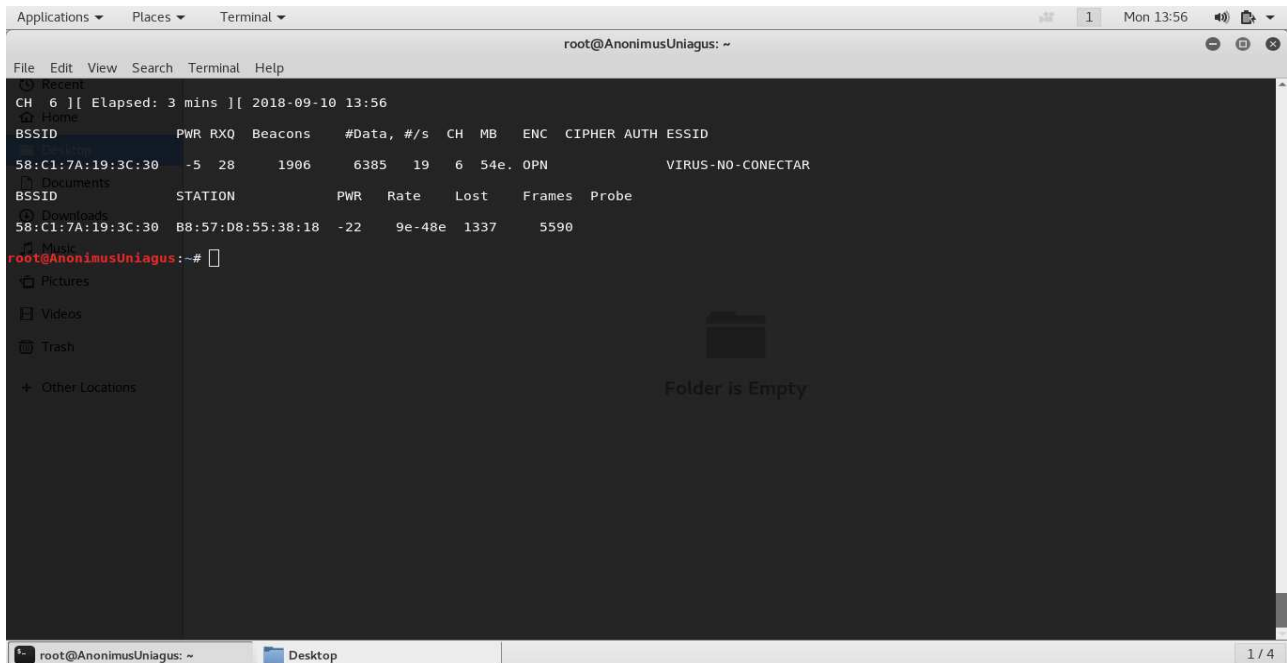 Applications Places Terminal 1 Mon 13:56
root@AnonimusUniagus: ~
File Edit View Search Terminal Help
Recent
CH 6 ][ Elapsed: 3 mins ][ 2018-09-10 13:56
Home
BSSID PWR RXQ Beacons #Data, #/s CH MB ENC CIPHER AUTH ESSID
Desktop
58:C1:7A:19:3C:30 -5 28 1906 6385 19 6 54e. OPN VIRUS-NO-CONECTAR
Documents
BSSID STATION PWR Rate Lost Frames Probe
Downloads
58:C1:7A:19:3C:30 B8:57:D8:55:38:18 -22 9e-48e 1337 5590
Music
root@AnonimusUniagus:~#
Pictures
Videos
Trash
+ Other Locations
Folder is Empty
root@AnonimusUniagus: ~ Desktop 1 / 4